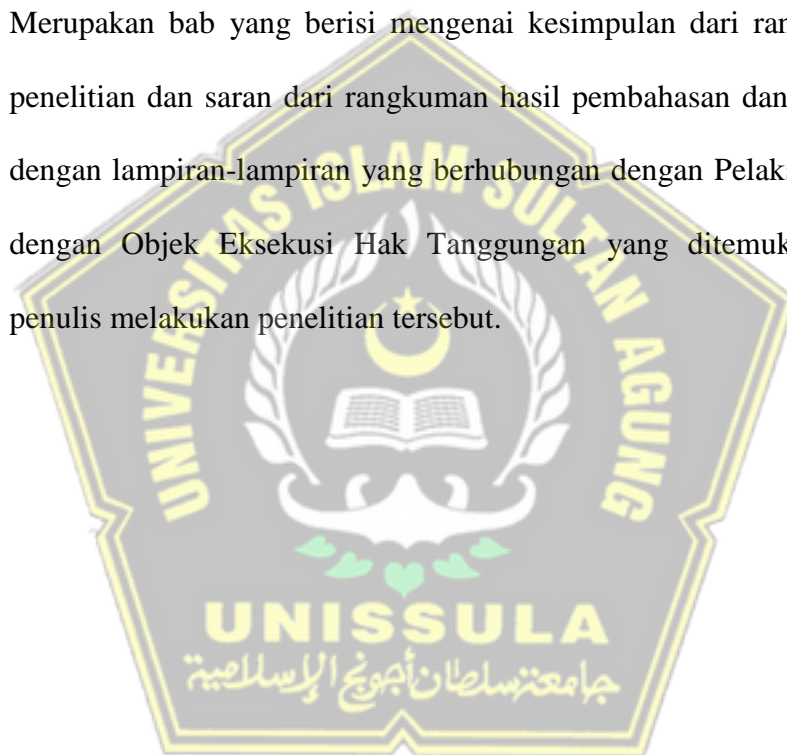 Merupakan bab yang berisi mengenai kesimpulan dari ran
penelitian dan saran dari rangkuman hasil pembahasan dan
dengan lampiran-lampiran yang berhubungan dengan Pelak
dengan Objek Eksekusi Hak Tanggungan yang ditemuk
penulis melakukan penelitian tersebut.
UNIVERSITAS ISLAM SULTAN AGUNG
UNISSULA
جامعة سلطان أجونج الإسلامية